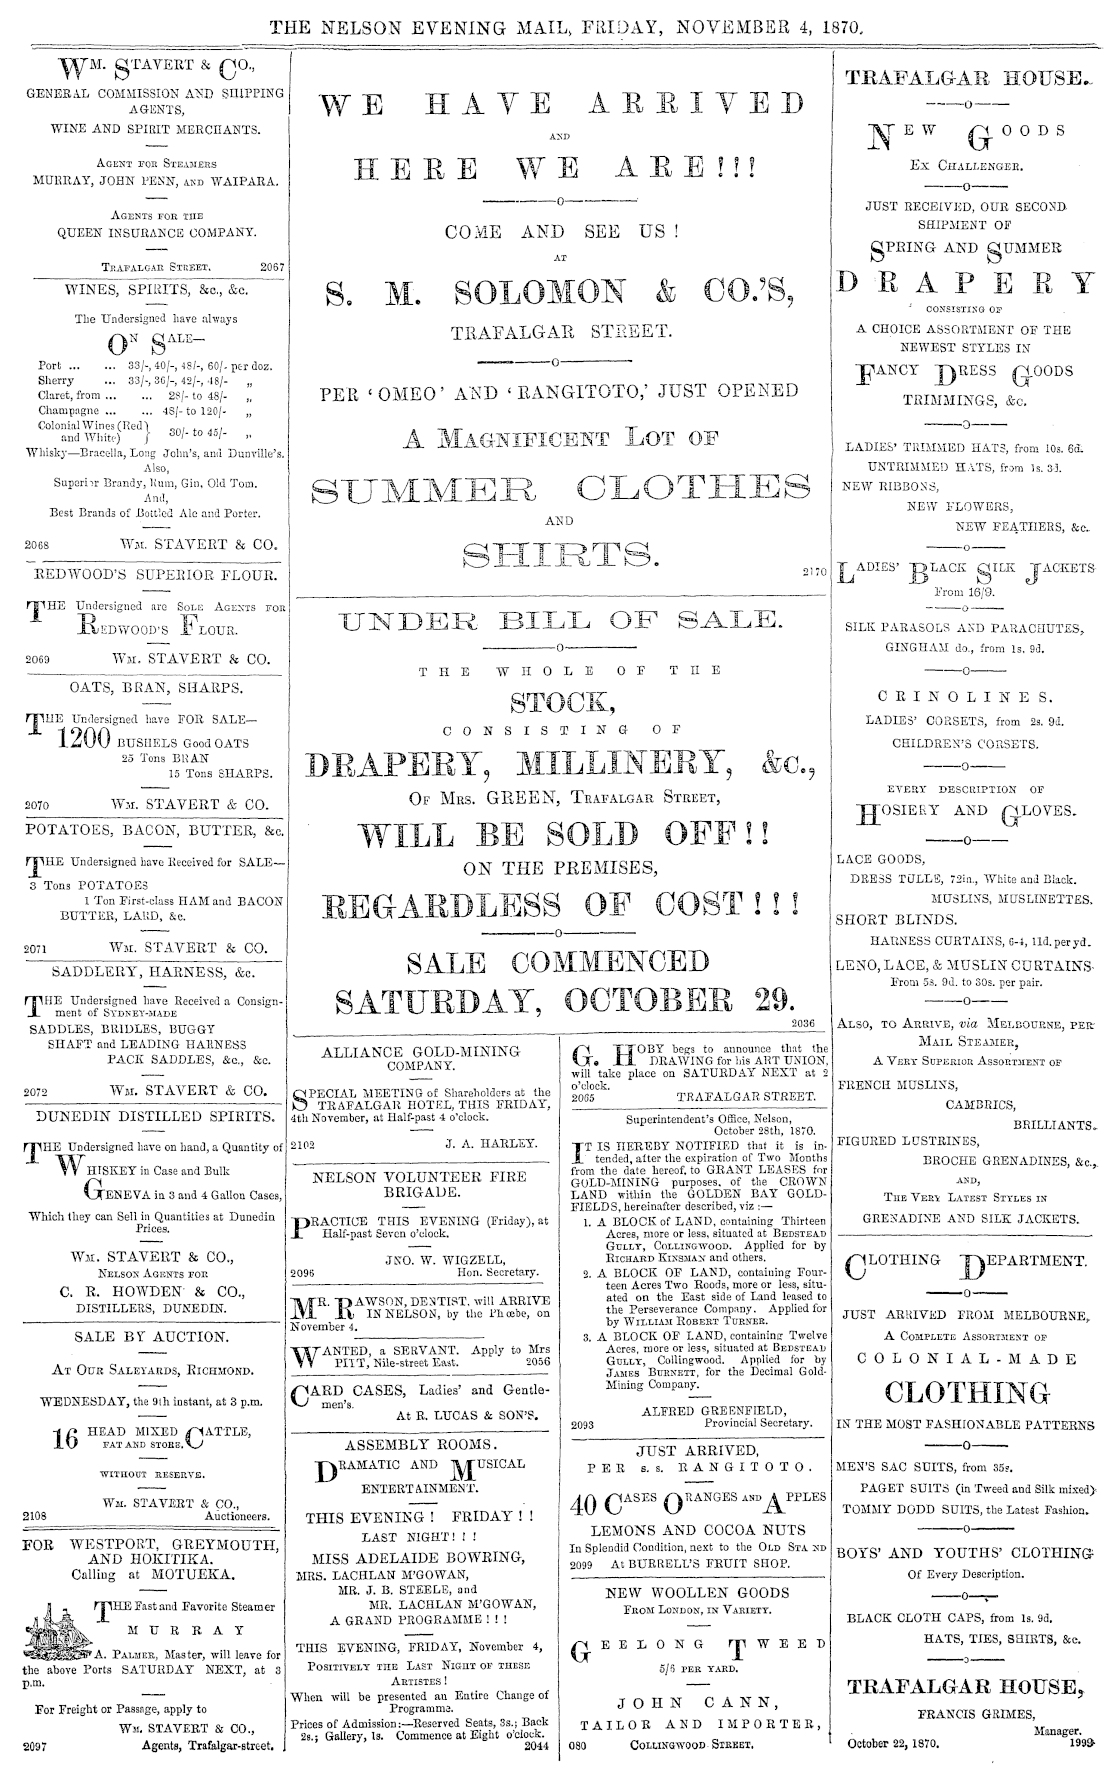 THE NELSON EVENING MAIL, FRIDAY, NOVEMBER 4, 1870.
WM. STAVERT & CO.,
GENERAL COMMISSION AND SHIPPING
AGENTS,
WINE AND SPIRIT MERCHANTS.
AGENT FOR STEAMERS
MURRAY, JOHN PENN, AND WAIPARA.
AGENTS FOR THE
QUEEN INSURANCE COMPANY.
TRAFALGAR STREET. 2067
WINES, SPIRITS, &c., &c.
The Undersigned have always
ON SALE—
Port ... ... 33/-, 40/-, 48/-, 60/- per doz.
Sherry ... 33/-, 36/-, 42/-, 48/- „
Claret, from ... ... 28/- to 48/- „
Champagne ... ... 48/- to 120/- „
Colonial Wines (Red
and White) } 30/- to 45/- „
Whisky—Bracella, Long John's, and Dunville's.
Also,
Superior Brandy, Rum, Gin, Old Tom.
And,
Best Brands of Bottled Ale and Porter.
2068 WM. STAVERT & CO.
REDWOOD'S SUPERIOR FLOUR.
THE Undersigned are SOLE AGENTS FOR
REDWOOD'S FLOUR.
2069 WM. STAVERT & CO.
OATS, BRAN, SHARPS.
THE Undersigned have FOR SALE—
1200 BUSHELS Good OATS
25 Tons BRAN
15 Tons SHARPS.
2070 WM. STAVERT & CO.
POTATOES, BACON, BUTTER, &c.
THE Undersigned have Received for SALE—
3 Tons POTATOES
1 Ton First-class HAM and BACON
BUTTER, LARD, &c.
2071 WM. STAVERT & CO.
SADDLERY, HARNESS, &c.
THE Undersigned have Received a Consign-
ment of SYDNEY-MADE
SADDLES, BRIDLES, BUGGY
SHAFT and LEADING HARNESS
PACK SADDLES, &c., &c.
2072 WM. STAVERT & CO.
DUNEDIN DISTILLED SPIRITS.
THE Undersigned have on hand, a Quantity of
WHISKEY in Case and Bulk
GENEVA in 3 and 4 Gallon Cases,
Which they can Sell in Quantities at Dunedin
Prices.
WM. STAVERT & CO.,
NELSON AGENTS FOR
C. R. HOWDEN & CO.,
DISTILLERS, DUNEDIN.
SALE BY AUCTION.
AT OUR SALEYARDS, RICHMOND.
WEDNESDAY, the 9th instant, at 3 p.m.
16 HEAD MIXED CATTLE,
FAT AND STORE.
WITHOUT RESERVE.
WM. STAVERT & CO.,
2108 Auctioneers.
FOR WESTPORT, GREYMOUTH,
AND HOKITIKA.
Calling at MOTUEKA.
THE Fast and Favorite Steamer
MURRAY
A. PALMER, Master, will leave for
the above Ports SATURDAY NEXT, at 3
p.m.
For Freight or Passage, apply to
WM. STAVERT & CO.,
2097 Agents, Trafalgar-street.
WE HAVE ARRIVED
AND
HERE WE ARE!!!
COME AND SEE US!
AT
S. M. SOLOMON & CO.'S,
TRAFALGAR STREET.
PER 'OMEO' AND 'RANGITOTO,' JUST OPENED
A MAGNIFICENT LOT OF
SUMMER CLOTHES
AND
SHIRTS.
2170
UNDER BILL OF SALE.
THE WHOLE OF THE
STOCK,
CONSISTING OF
DRAPERY, MILLINERY, &c.,
OF MRS. GREEN, TRAFALGAR STREET,
WILL BE SOLD OFF!!
ON THE PREMISES,
REGARDLESS OF COST!!!
SALE COMMENCED
SATURDAY, OCTOBER 29.
2036
ALLIANCE GOLD-MINING
COMPANY.
SPECIAL MEETING of Shareholders at the
TRAFALGAR HOTEL, THIS FRIDAY,
4th November, at Half-past 4 o'clock.
2102 J. A. HARLEY.
NELSON VOLUNTEER FIRE
BRIGADE.
PRACTICE THIS EVENING (Friday), at
Half-past Seven o'clock.
JNO. W. WIGZELL,
2096 Hon. Secretary.
MR. RAWSON, DENTIST, will ARRIVE
IN NELSON, by the Phœbe, on
November 4.
WANTED, a SERVANT. Apply to Mrs
PITT, Nile-street East. 2056
CARD CASES, Ladies' and Gentle-
men's.
At R. LUCAS & SON'S.
ASSEMBLY ROOMS.
DRAMATIC AND MUSICAL
ENTERTAINMENT.
THIS EVENING! FRIDAY!!
LAST NIGHT!!!
MISS ADELAIDE BOWRING,
MRS. LACHLAN M'GOWAN,
MR. J. B. STEELE, and
MR. LACHLAN M'GOWAN,
A GRAND PROGRAMME!!!
THIS EVENING, FRIDAY, November 4,
POSITIVELY THE LAST NIGHT OF THESE
ARTISTES!
When will be presented an Entire Change of
Programme.
Prices of Admission:—Reserved Seats, 3s.; Back
2s.; Gallery, 1s. Commence at Eight o'clock.
2044
G. HOBY begs to announce that the
DRAWING for his ART UNION,
will take place on SATURDAY NEXT at 2
o'clock.
2065 TRAFALGAR STREET.
Superintendent's Office, Nelson,
October 28th, 1870.
IT IS HEREBY NOTIFIED that it is in-
tended, after the expiration of Two Months
from the date hereof, to GRANT LEASES for
GOLD-MINING purposes, of the CROWN
LAND within the GOLDEN BAY GOLD-
FIELDS, hereinafter described, viz:—
1. A BLOCK of LAND, containing Thirteen
Acres, more or less, situated at BEDSTEAD
GULLY, COLLINGWOOD. Applied for by
RICHARD KINSMAN and others.
2. A BLOCK OF LAND, containing Four-
teen Acres Two Roods, more or less, situ-
ated on the East side of Land leased to
the Perseverance Company. Applied for
by WILLIAM ROBERT TURNER.
3. A BLOCK OF LAND, containing Twelve
Acres, more or less, situated at BEDSTEAD
GULLY, Collingwood. Applied for by
JAMES BURNETT, for the Decimal Gold-
Mining Company.
ALFRED GREENFIELD,
2093 Provincial Secretary.
JUST ARRIVED,
PER s.s. RANGITOTO.
40 CASES ORANGES AND APPLES
LEMONS AND COCOA NUTS
In Splendid Condition, next to the OLD STAND
2099 At BURRELL'S FRUIT SHOP.
NEW WOOLLEN GOODS
FROM LONDON, IN VARIETY.
GEELONG TWEED
5/6 PER YARD.
JOHN CANN,
TAILOR AND IMPORTER,
080 COLLINGWOOD STREET.
TRAFALGAR HOUSE.
NEW GOODS
EX CHALLENGER.
JUST RECEIVED, OUR SECOND
SHIPMENT OF
SPRING AND SUMMER
DRAPERY
CONSISTING OF
A CHOICE ASSORTMENT OF THE
NEWEST STYLES IN
FANCY DRESS GOODS
TRIMMINGS, &c.
LADIES' TRIMMED HATS, from 10s. 6d.
UNTRIMMED HATS, from 1s. 3d.
NEW RIBBONS,
NEW FLOWERS,
NEW FEATHERS, &c.
LADIES' BLACK SILK JACKETS
From 16/9.
SILK PARASOLS AND PARACHUTES,
GINGHAM do., from 1s. 9d.
CRINOLINES.
LADIES' CORSETS, from 2s. 9d.
CHILDREN'S CORSETS.
EVERY DESCRIPTION OF
HOSIERY AND GLOVES.
LACE GOODS,
DRESS TULLE, 72in., White and Black.
MUSLINS, MUSLINETTES.
SHORT BLINDS.
HARNESS CURTAINS, 6-4, 11d. per yd.
LENO, LACE, & MUSLIN CURTAINS
From 5s. 9d. to 30s. per pair.
ALSO, TO ARRIVE, via MELBOURNE, PER
MAIL STEAMER,
A VERY SUPERIOR ASSORTMENT OF
FRENCH MUSLINS,
CAMBRICS,
BRILLIANTS.
FIGURED LUSTRINES,
BROCHE GRENADINES, &c.,
AND,
THE VERY LATEST STYLES IN
GRENADINE AND SILK JACKETS.
CLOTHING DEPARTMENT.
JUST ARRIVED FROM MELBOURNE,
A COMPLETE ASSORTMENT OF
COLONIAL-MADE
CLOTHING
IN THE MOST FASHIONABLE PATTERNS
MEN'S SAC SUITS, from 35s.
PAGET SUITS (in Tweed and Silk mixed)
TOMMY DODD SUITS, the Latest Fashion.
BOYS' AND YOUTHS' CLOTHING
Of Every Description.
BLACK CLOTH CAPS, from 1s. 9d,
HATS, TIES, SHIRTS, &c.
TRAFALGAR HOUSE,
FRANCIS GRIMES,
Manager.
October 22, 1870. 1999